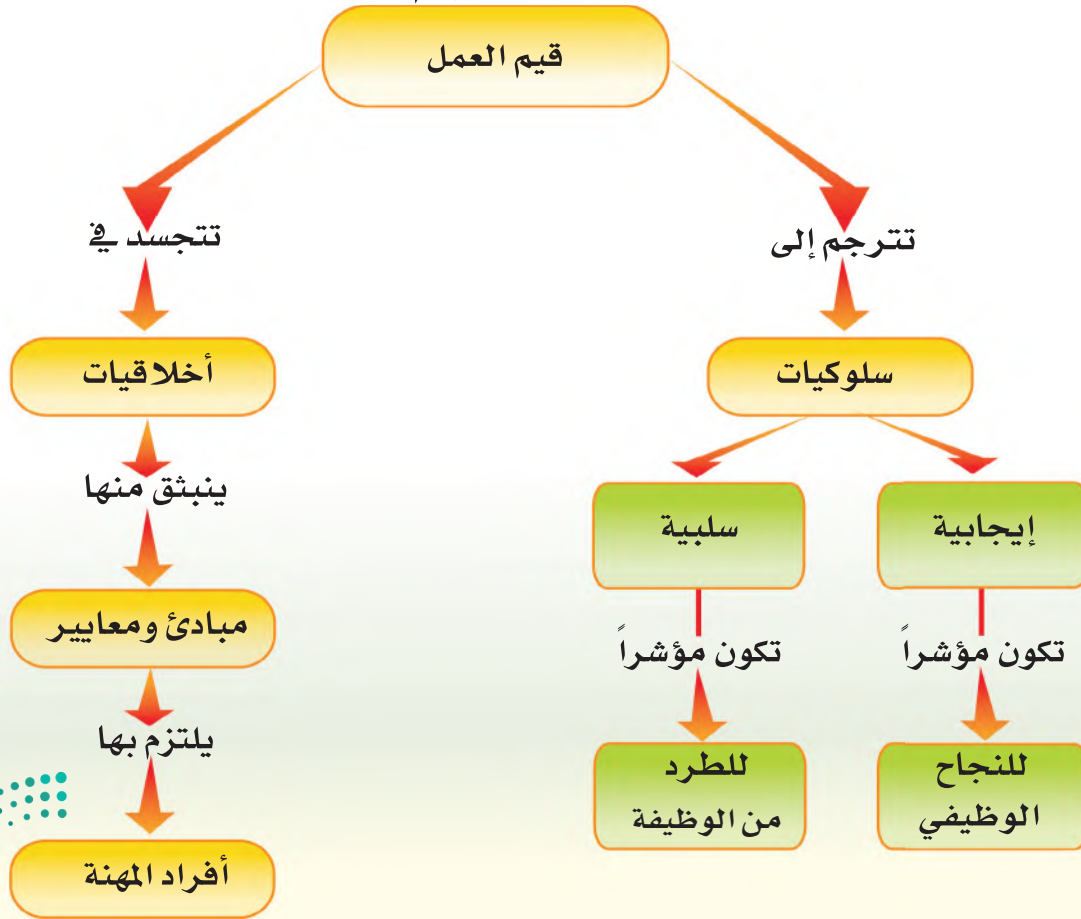 قيم العمل
تترجم إلى
سلوكيات
إيجابية
تكون مؤشراً
للنجاح
الوظيفي
سلبية
تكون مؤشراً
للطرد
من الوظيفة
تتجسد في
أخلاقيات
ينبثق منها
مبادئ ومعايير
يلتزم بها
أفراد المهنة